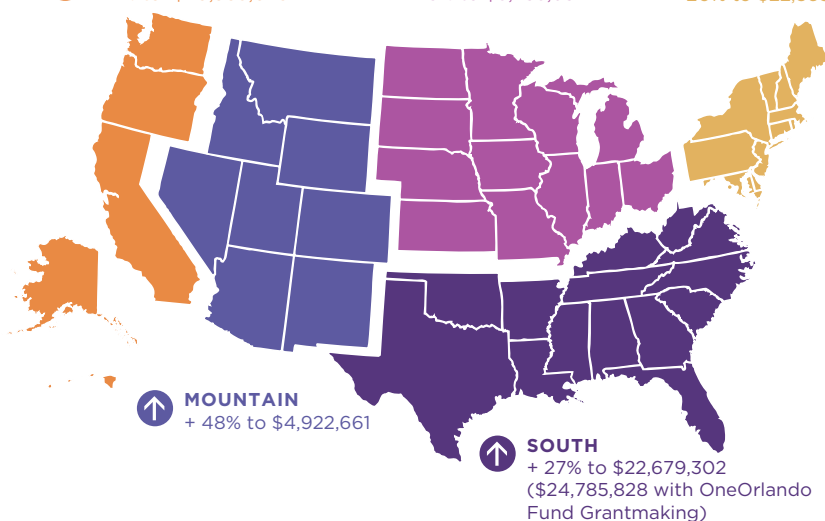 MOUNTAIN
+ 48% to $4,922,661
SOUTH
+ 27% to $22,679,302
($24,785,828 with OneOrlando
Fund Grantmaking)